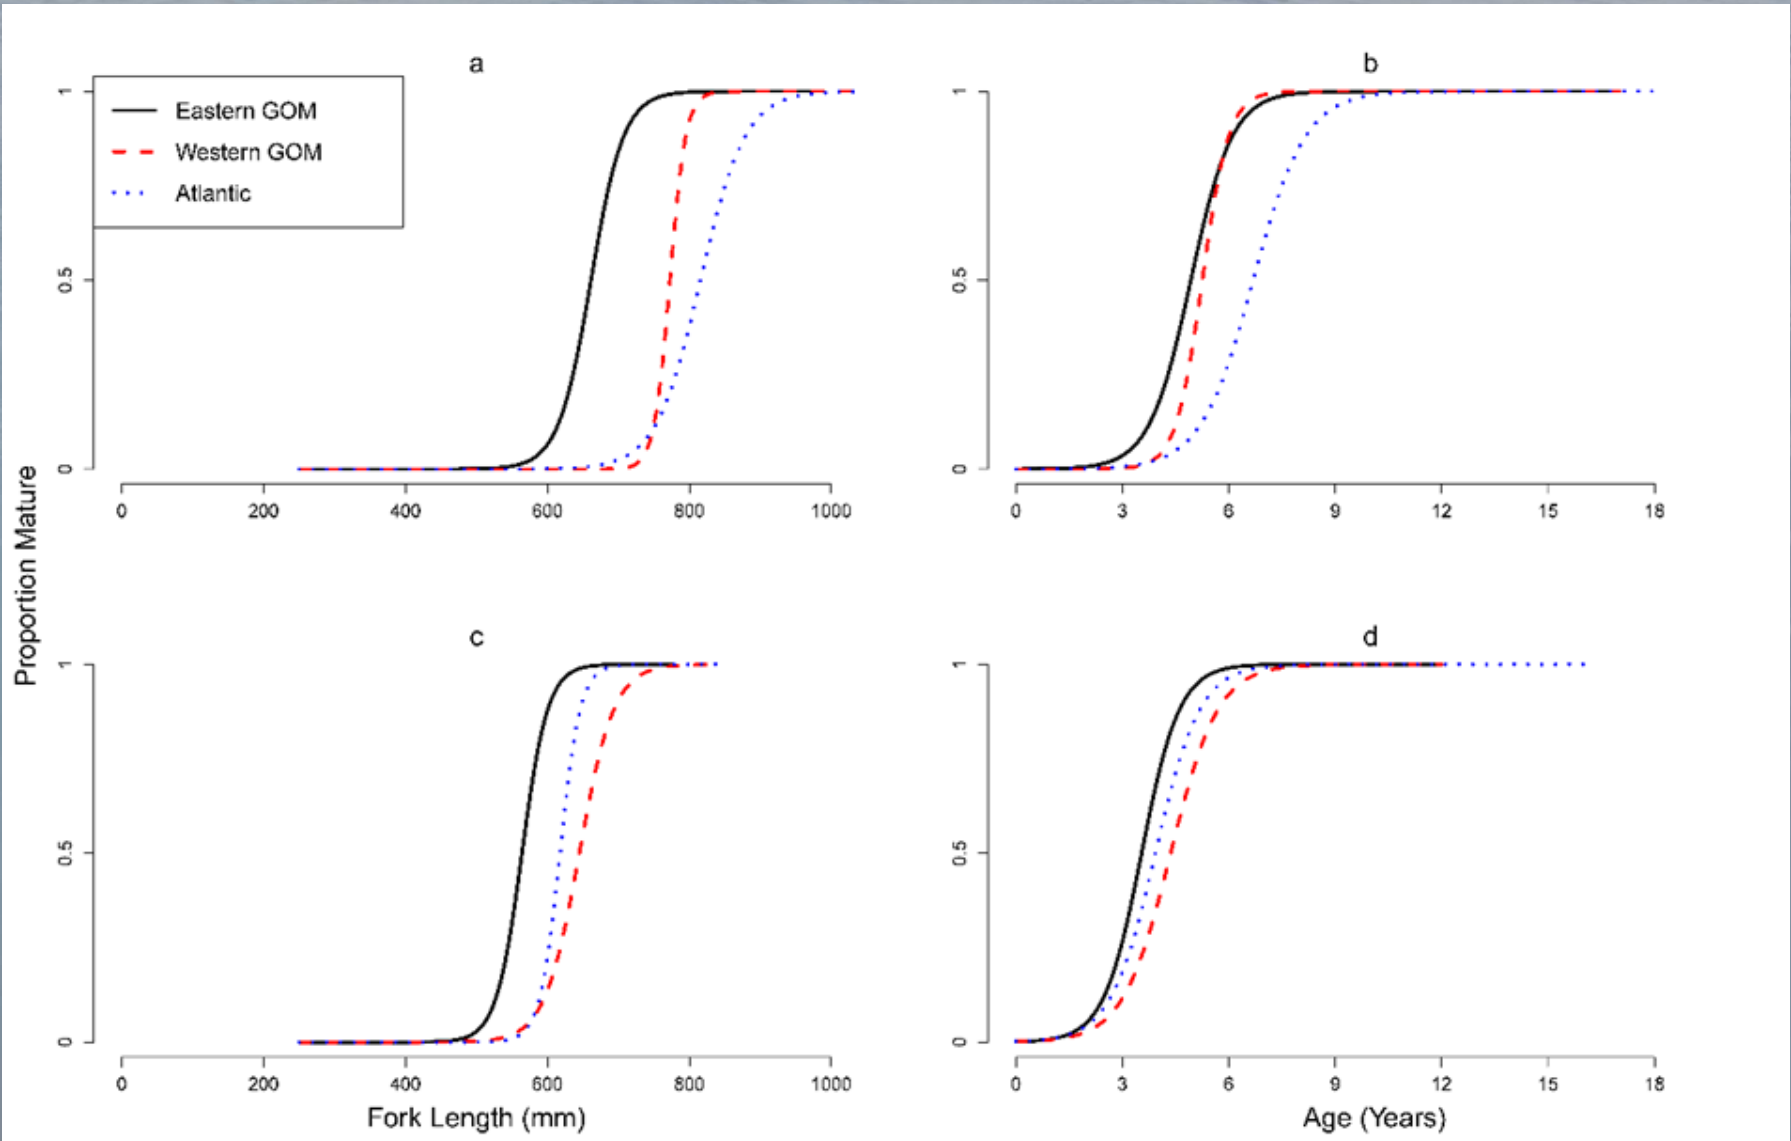 a
b
Eastern GOM
Western GOM
Atlantic
1
0.5
0
0 200 400 600 800 1000
1
0.5
0
0 3 6 9 12 15 18
Proportion Mature
c
d
1
0.5
0
0 200 400 600 800 1000
Fork Length (mm)
1
0.5
0
0 3 6 9 12 15 18
Age (Years)